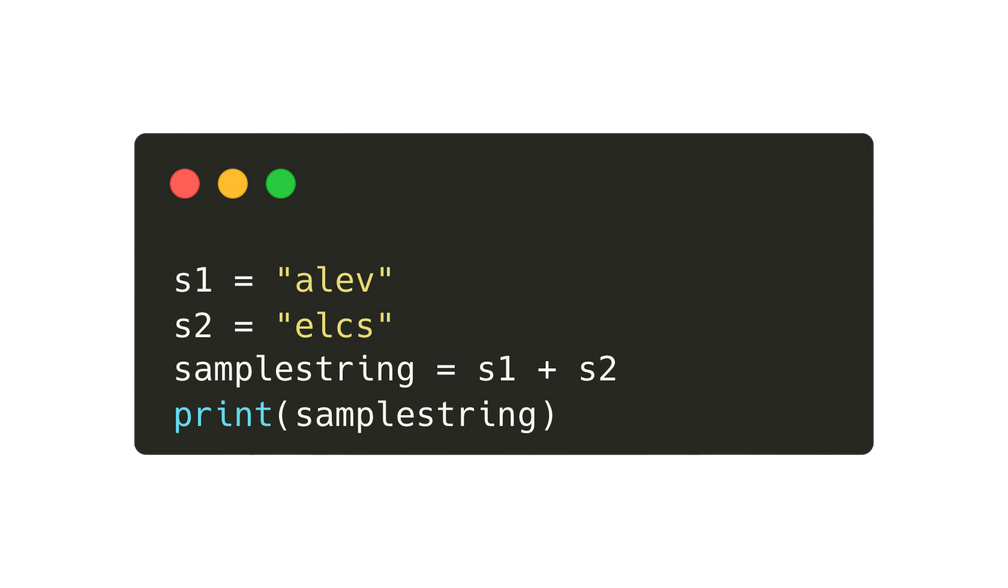 s1 = "alev"
s2 = "elcs"
samplestring = s1 + s2
print(samplestring)